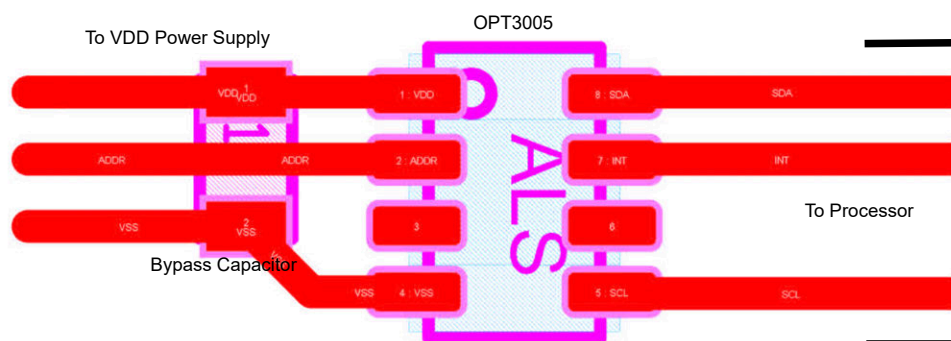 OPT3005
To VDD Power Supply
VDD 1
VDD
1 : VDD
8 : SDA
SDA
1
ADDR
ADDR
2 : ADDR
ALS
7 : INT
INT
To Processor
VSS
2
VSS
3
6
Bypass Capacitor
VSS
4 : VSS
5 : SCL
SCL